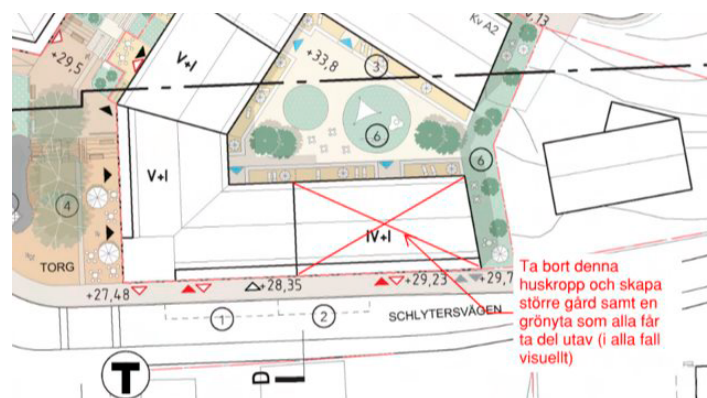 Kv A2
+29,5
V+I
+33,8
3
6
V+I
6
4
TORG
IV+I
+27,48
+28,35
+29,23
+29,7
1
2
SCHLYTERSVÄGEN
Ta bort denna
huskropp och skapa
större gård samt en
grönyta som alla får
ta del utav (i alla fall
visuellt)
T
D